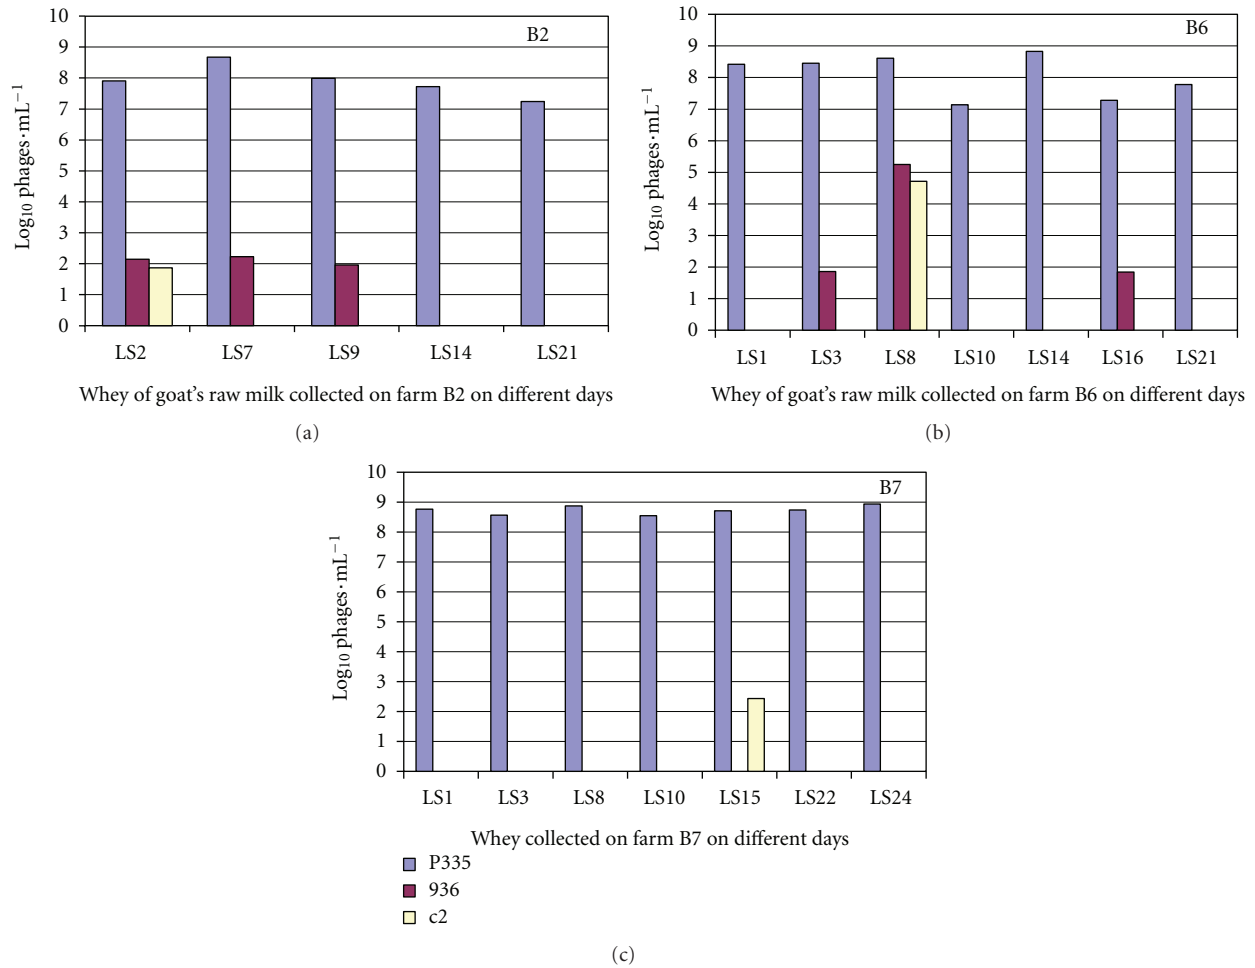 B2
Log10 phages·mL−1
10
9
8
7
6
5
4
3
2
1
0
LS2 LS7 LS9 LS14 LS21
Whey of goat's raw milk collected on farm B2 on different days
(a)
B6
Log10 phages·mL−1
10
9
8
7
6
5
4
3
2
1
0
LS1 LS3 LS8 LS10 LS14 LS16 LS21
Whey of goat's raw milk collected on farm B6 on different days
(b)
B7
Log10 phages·mL−1
10
9
8
7
6
5
4
3
2
1
0
LS1 LS3 LS8 LS10 LS15 LS22 LS24
Whey collected on farm B7 on different days
P335
936
c2
(c)